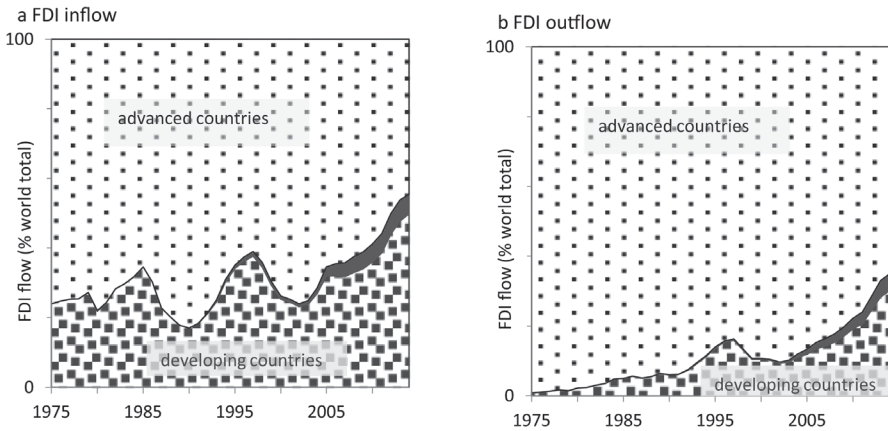 a FDI inflow
100
advanced countries
FDI flow (% world total)
developing countries
0
1975 1985 1995 2005
b FDI outflow
100
advanced countries
FDI flow (% world total)
developing countries
0
1975 1985 1995 2005